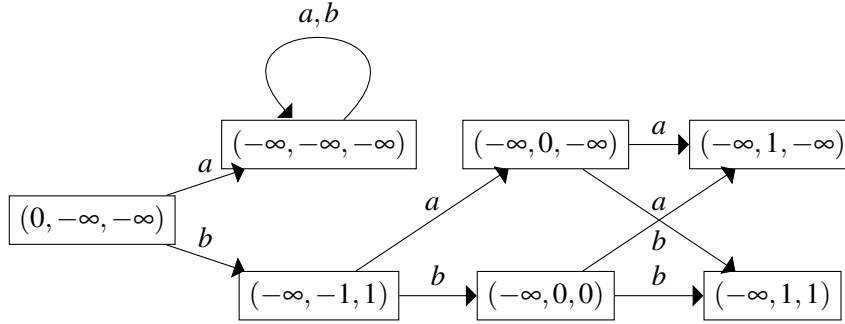 a,b
(−∞,−∞,−∞)
(−∞,0,−∞)
a
(−∞,1,−∞)
a
a
a
(0,−∞,−∞)
b
b
(−∞,−1,1)
b
(−∞,0,0)
b
(−∞,1,1)